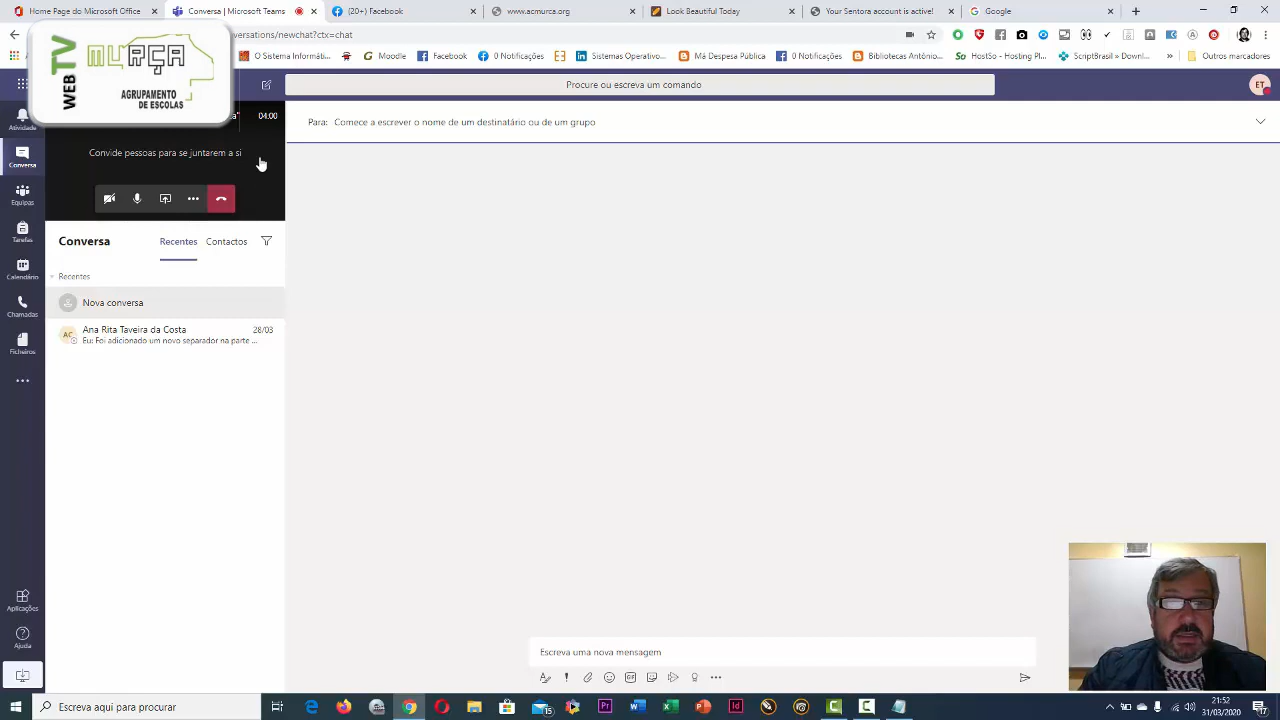 Home Page do Microsoft Office
Conversa | Microsoft Teams
(20+) Facebook
www.acmurca.org
Look Beautiful Today
Your Sentora account is active
Google
versations/newchat?ctx=chat
O Sistema Informátic...
Moodle
Facebook
0 Notificações
Sistemas Operativo...
Má Despesa Pública
0 Notificações
Bibliotecas Antônio...
HostSo - Hosting Pl...
ScriptBrasil > Down...
Outros marcadores
WEB TV
MURÇA
AGRUPAMENTO
DE ESCOLAS
Procure ou escreva um comando
ET
Atividade
04:00
Para: Comece a escrever o nome de um destinatário ou de um grupo
Convide pessoas para se juntarem a si
Conversa
Equipas
Tarefas
Calendário
Chamadas
Ficheiros
Conversa
Recentes
Contactos
Recentes
Nova conversa
AC
Ana Rita Taveira da Costa
28/03
Eu: Foi adicionado um novo separador na parte ...
Aplicações
Ajuda
Escreva uma nova mensagem
Escreva aqui para procurar
21:52
31/03/2020